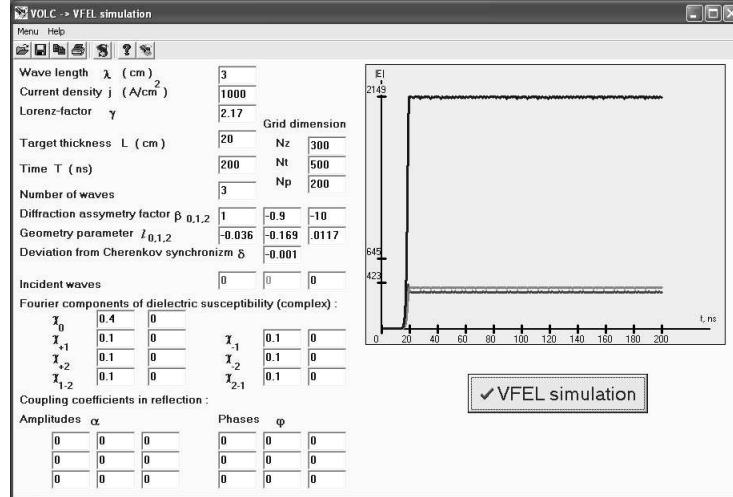 VOLC -> VFEL simulation
Menu Help
Wave length λ (cm) 3
Current density j (A/cm²) 1000
Lorenz-factor γ 2.17
Grid dimension
Target thickness L (cm) 20 Nz 300
Time T (ns) 200 Nt 500
Number of waves 3 Np 200
Diffraction assymetry factor β 0,1,2 1 -0.9 -10
Geometry parameter l 0,1,2 -0.036 -0.169 .0117
Deviation from Cherenkov synchronizm δ -0.001
Incident waves 0 0 0
Fourier components of dielectric susceptibility (complex) :
χ0 0.4 0
χ+1 0.1 0 χ-1 0.1 0
χ+2 0.1 0 χ-2 0.1 0
χ1-2 0.1 0 χ2-1 0.1 0
Coupling coefficients in reflection :
Amplitudes α Phases φ
0 0 0 0 0 0
0 0 0 0 0 0
0 0 0 0 0 0
|E|
2149
645
423
t, ns
0 20 40 60 80 100 120 140 160 180 200
VFEL simulation